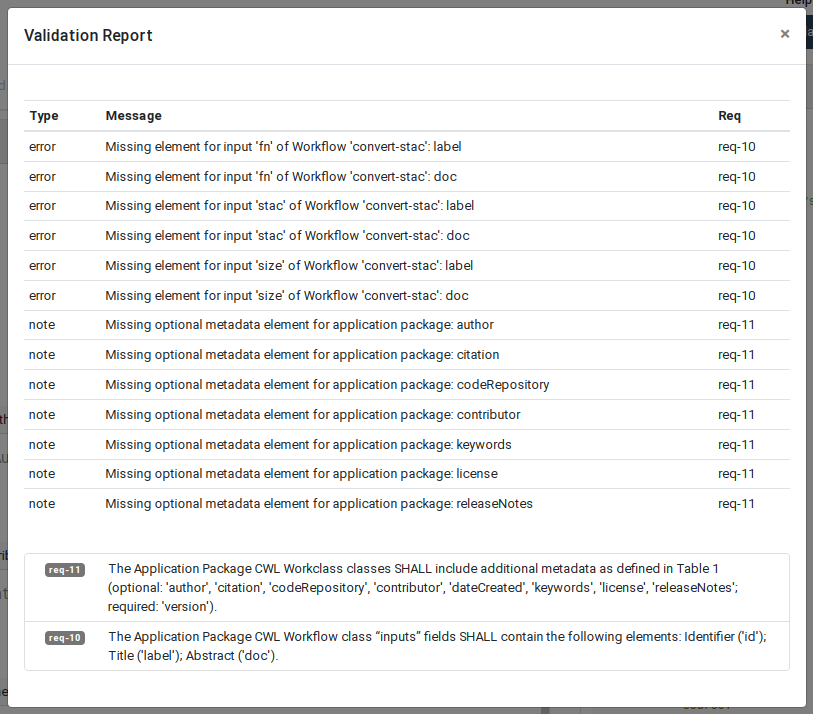 Help
Validation Report
×
Type Message Req
error Missing element for input 'fn' of Workflow 'convert-stac': label req-10
error Missing element for input 'fn' of Workflow 'convert-stac': doc req-10
error Missing element for input 'stac' of Workflow 'convert-stac': label req-10
error Missing element for input 'stac' of Workflow 'convert-stac': doc req-10
error Missing element for input 'size' of Workflow 'convert-stac': label req-10
error Missing element for input 'size' of Workflow 'convert-stac': doc req-10
note Missing optional metadata element for application package: author req-11
note Missing optional metadata element for application package: citation req-11
note Missing optional metadata element for application package: codeRepository req-11
note Missing optional metadata element for application package: contributor req-11
note Missing optional metadata element for application package: keywords req-11
note Missing optional metadata element for application package: license req-11
note Missing optional metadata element for application package: releaseNotes req-11
req-11 The Application Package CWL Workclass classes SHALL include additional metadata as defined in Table 1
(optional: 'author', 'citation', 'codeRepository', 'contributor', 'dateCreated', 'keywords', 'license', 'releaseNotes';
required: 'version').
req-10 The Application Package CWL Workflow class “inputs” fields SHALL contain the following elements: Identifier ('id');
Title ('label'); Abstract ('doc').